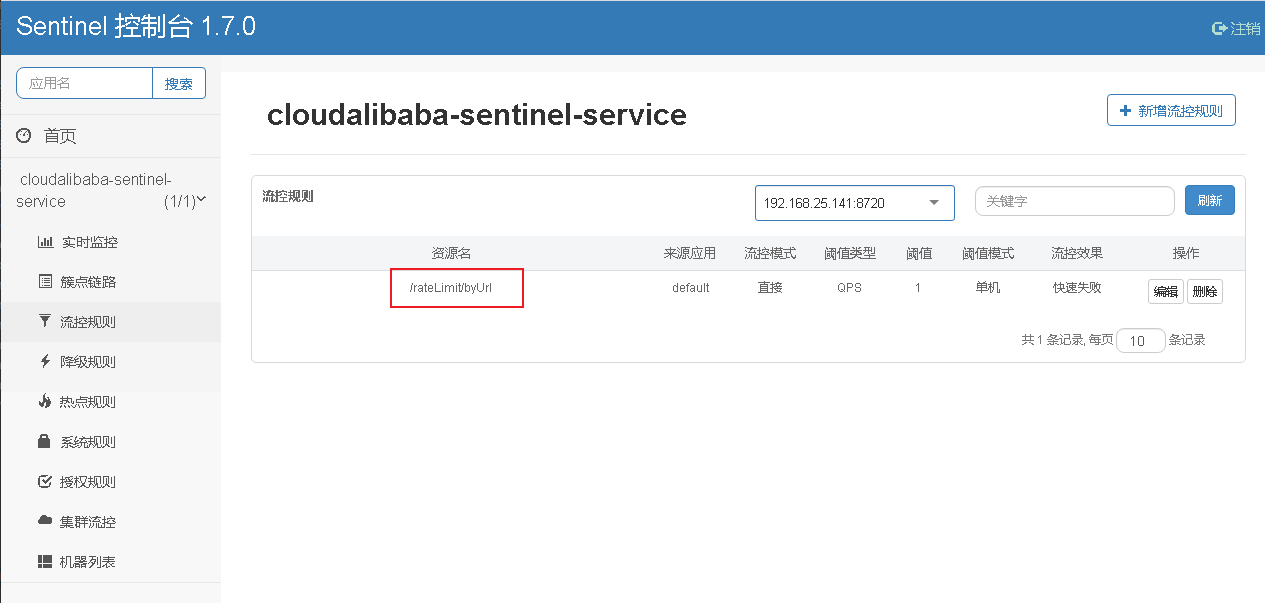 Sentinel 控制台 1.7.0
注销
应用名
搜索
首页
cloudalibaba-sentinel-
service (1/1)
实时监控
簇点链路
流控规则
降级规则
热点规则
系统规则
授权规则
集群流控
机器列表
cloudalibaba-sentinel-service
+ 新增流控规则
流控规则
192.168.25.141:8720
关键字
刷新
资源名 来源应用 流控模式 阈值类型 阈值 阈值模式 流控效果 操作
/rateLimit/byUrl default 直接 QPS 1 单机 快速失败 编辑 删除
共 1 条记录, 每页 10 条记录